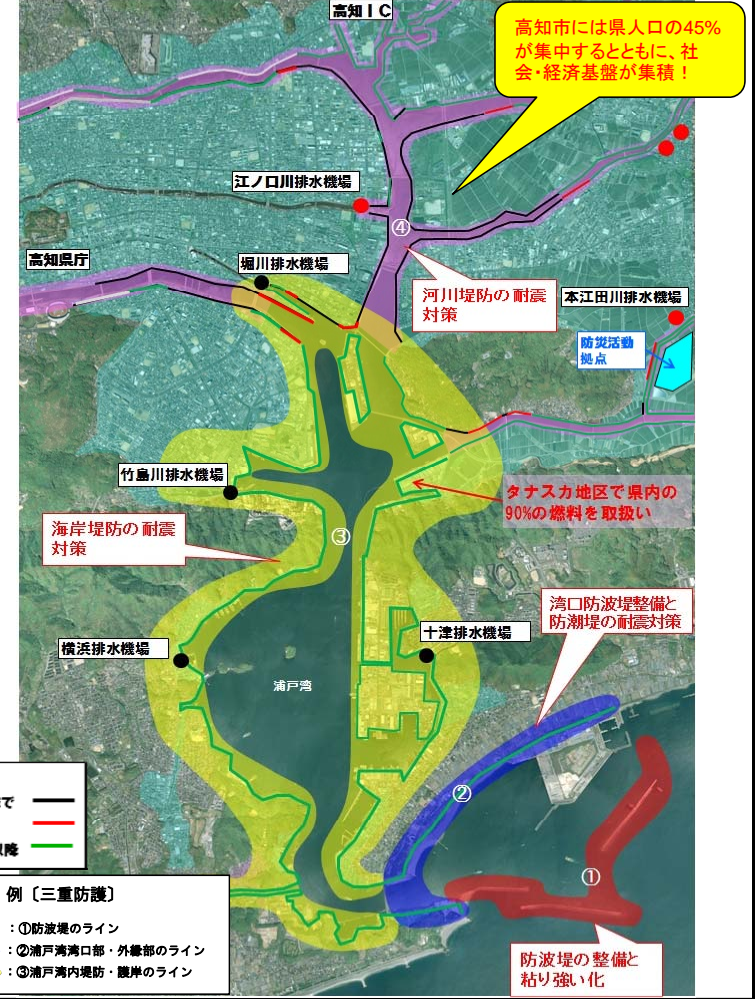 高知IC
高知市には県人口の45%
が集中するとともに、社
会・経済基盤が集積!
江ノ口川排水機場
④
高知県庁
堀川排水機場
河川堤防の耐震
対策
本江田川排水機場
防災活動
拠点
竹島川排水機場
タナスカ地区で県内の
90%の燃料を取扱い
海岸堤防の耐震
対策
③
湾口防波堤整備と
防潮堤の耐震対策
十津排水機場
横浜排水機場
浦戸湾
②
①
で
以降
例〔三重防護〕
:①防波堤のライン
:②浦戸湾湾口部・外縁部のライン
:③浦戸湾内堤防・護岸のライン
防波堤の整備と
粘り強い化